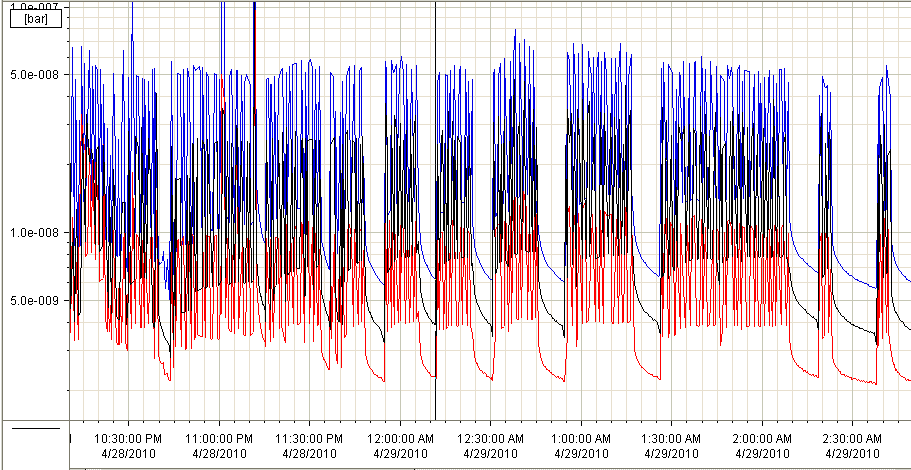 1.0e-007
[bar]
5.0e-008
1.0e-008
5.0e-009
10:30:00 PM 11:00:00 PM 11:30:00 PM 12:00:00 AM 12:30:00 AM 1:00:00 AM 1:30:00 AM 2:00:00 AM 2:30:00 AM
4/28/2010 4/28/2010 4/28/2010 4/29/2010 4/29/2010 4/29/2010 4/29/2010 4/29/2010 4/29/2010